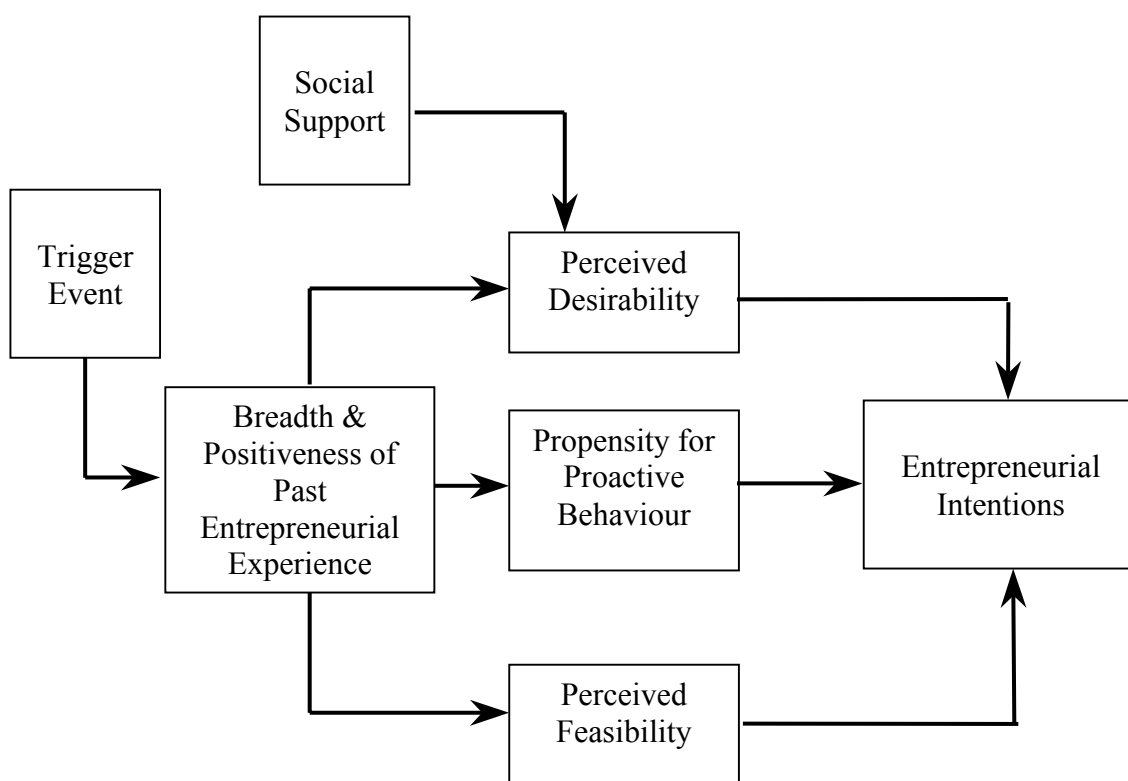 Social
Support
Trigger
Event
Perceived
Desirability
Breadth &
Positiveness of
Past
Entrepreneurial
Experience
Propensity for
Proactive
Behaviour
Entrepreneurial
Intentions
Perceived
Feasibility